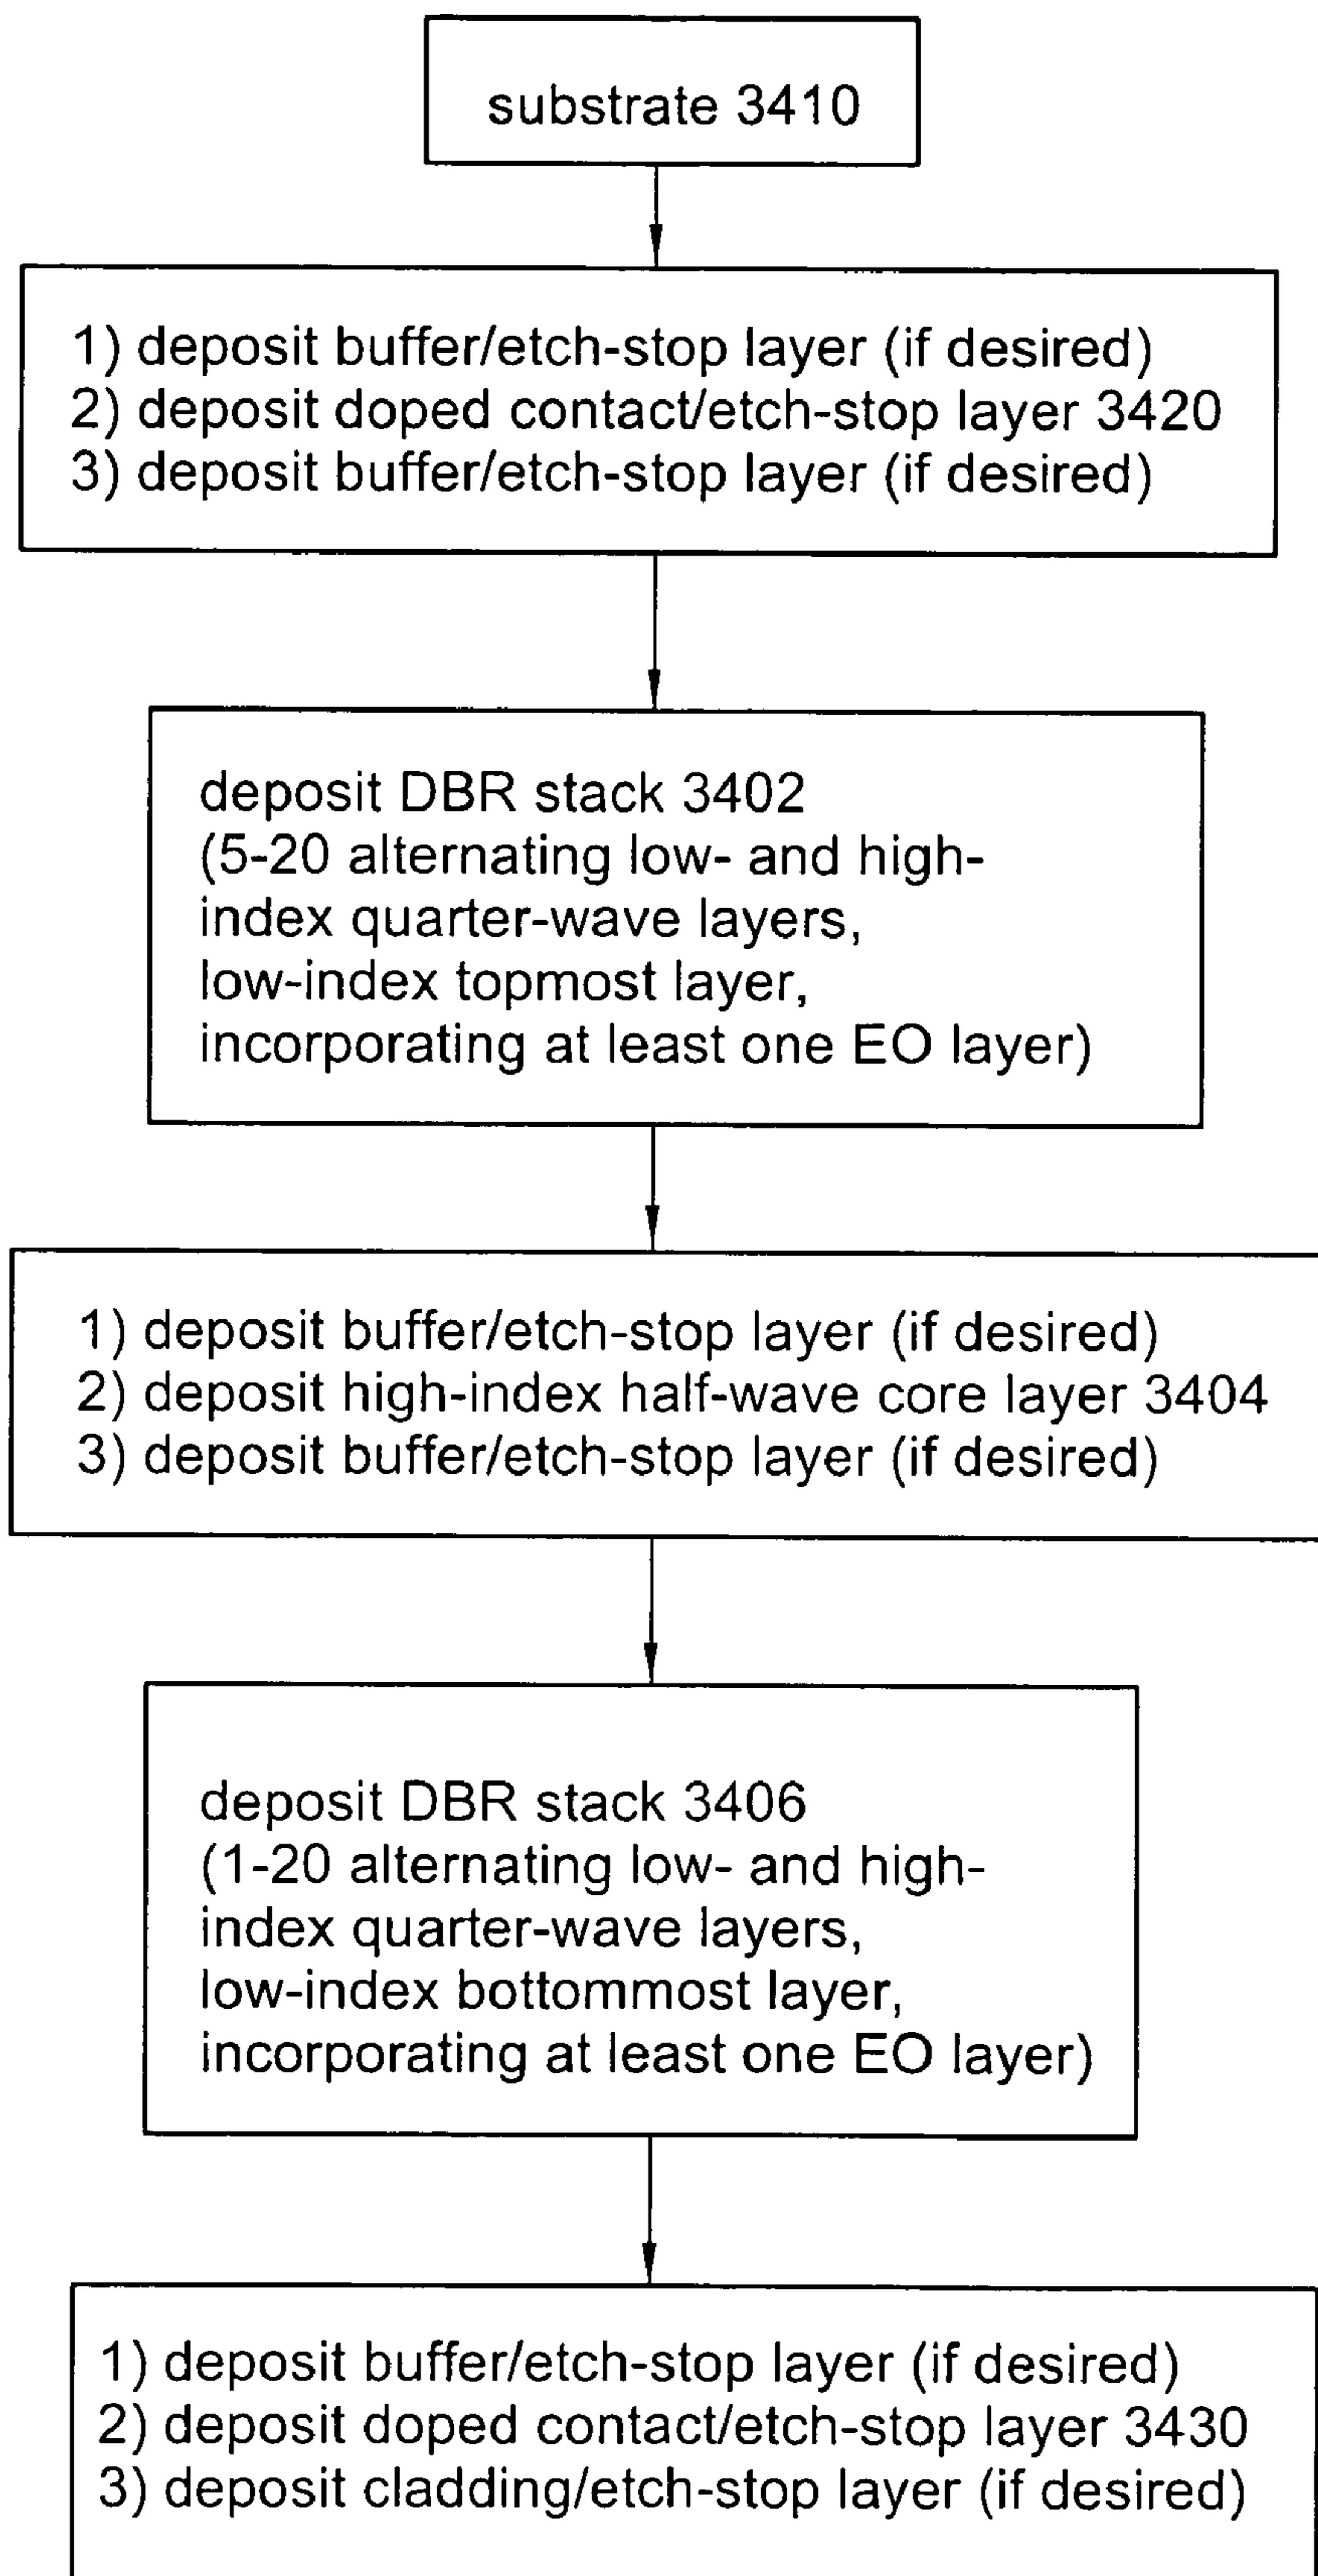 substrate 3410
1) deposit buffer/etch-stop layer (if desired)
2) deposit doped contact/etch-stop layer 3420
3) deposit buffer/etch-stop layer (if desired)
deposit DBR stack 3402
(5-20 alternating low- and high-
index quarter-wave layers,
low-index topmost layer,
incorporating at least one EO layer)
1) deposit buffer/etch-stop layer (if desired)
2) deposit high-index half-wave core layer 3404
3) deposit buffer/etch-stop layer (if desired)
deposit DBR stack 3406
(1-20 alternating low- and high-
index quarter-wave layers,
low-index bottommost layer,
incorporating at least one EO layer)
1) deposit buffer/etch-stop layer (if desired)
2) deposit doped contact/etch-stop layer 3430
3) deposit cladding/etch-stop layer (if desired)